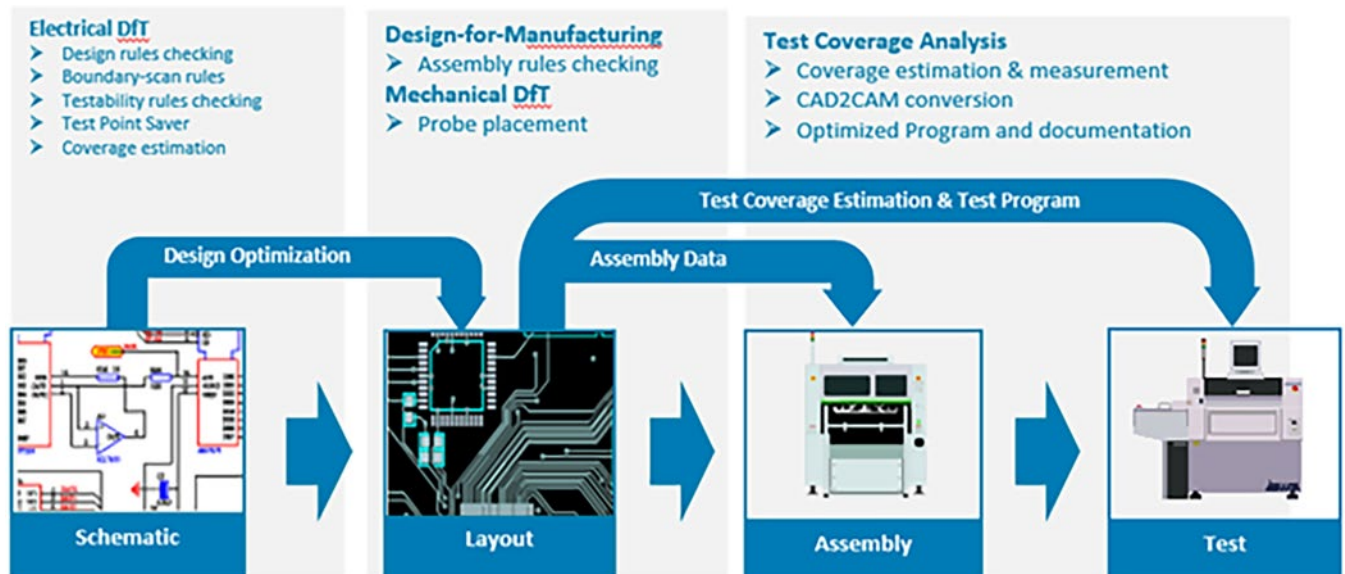 Electrical DfT
➤ Design rules checking
➤ Boundary-scan rules
➤ Testability rules checking
➤ Test Point Saver
➤ Coverage estimation
Design-for-Manufacturing
➤ Assembly rules checking
Mechanical DfT
➤ Probe placement
Test Coverage Analysis
➤ Coverage estimation & measurement
➤ CAD2CAM conversion
➤ Optimized Program and documentation
Test Coverage Estimation & Test Program
Design Optimization
Assembly Data
Schematic
Layout
Assembly
Test